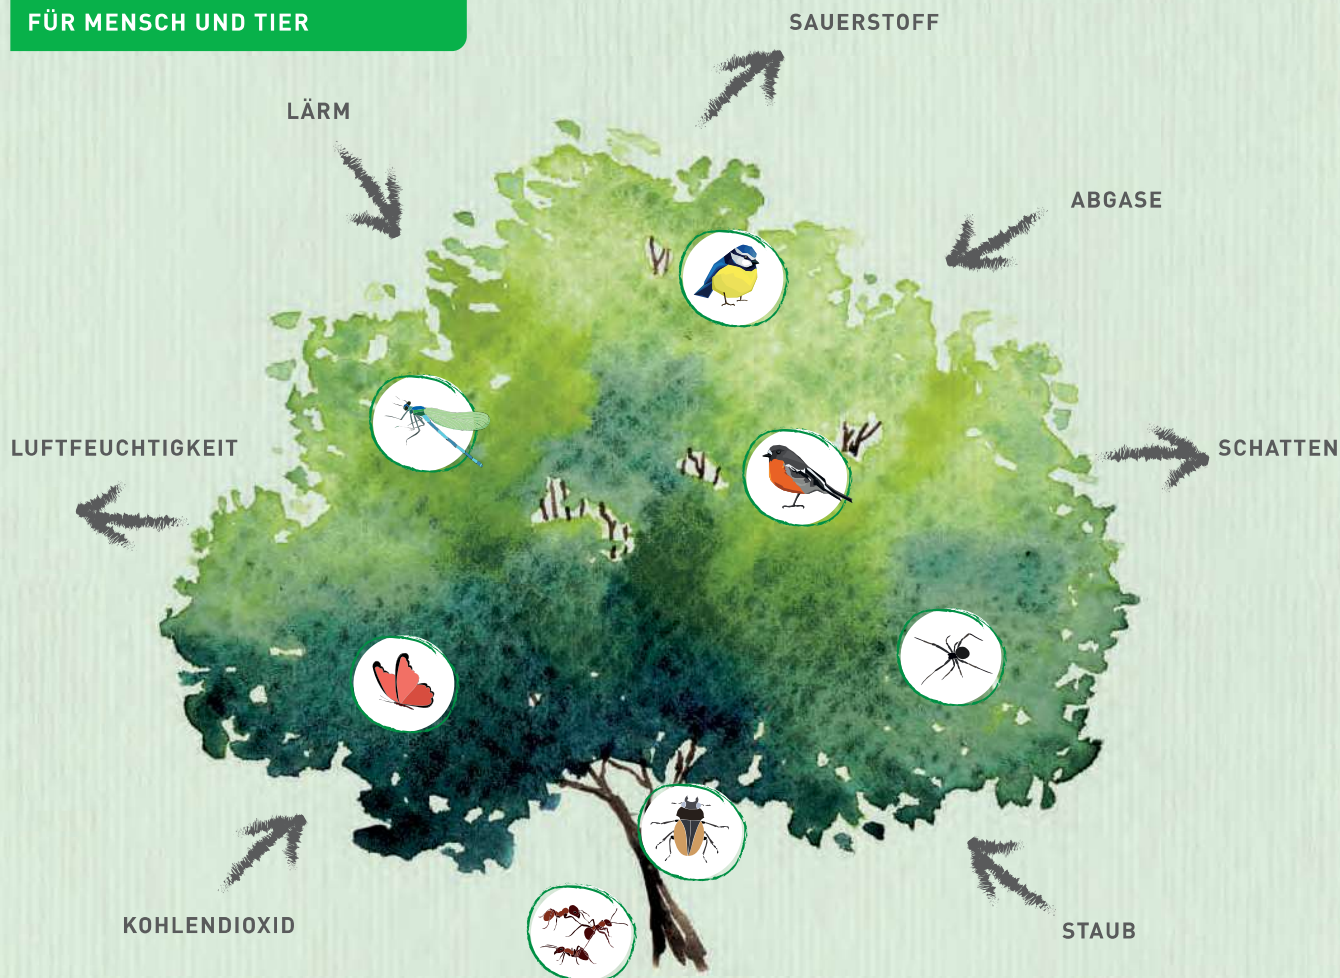 FÜR MENSCH UND TIER
SAUERSTOFF
LÄRM
ABGASE
LUFTFEUCHTIGKEIT
SCHATTEN
KOHLENDIOXID
STAUB